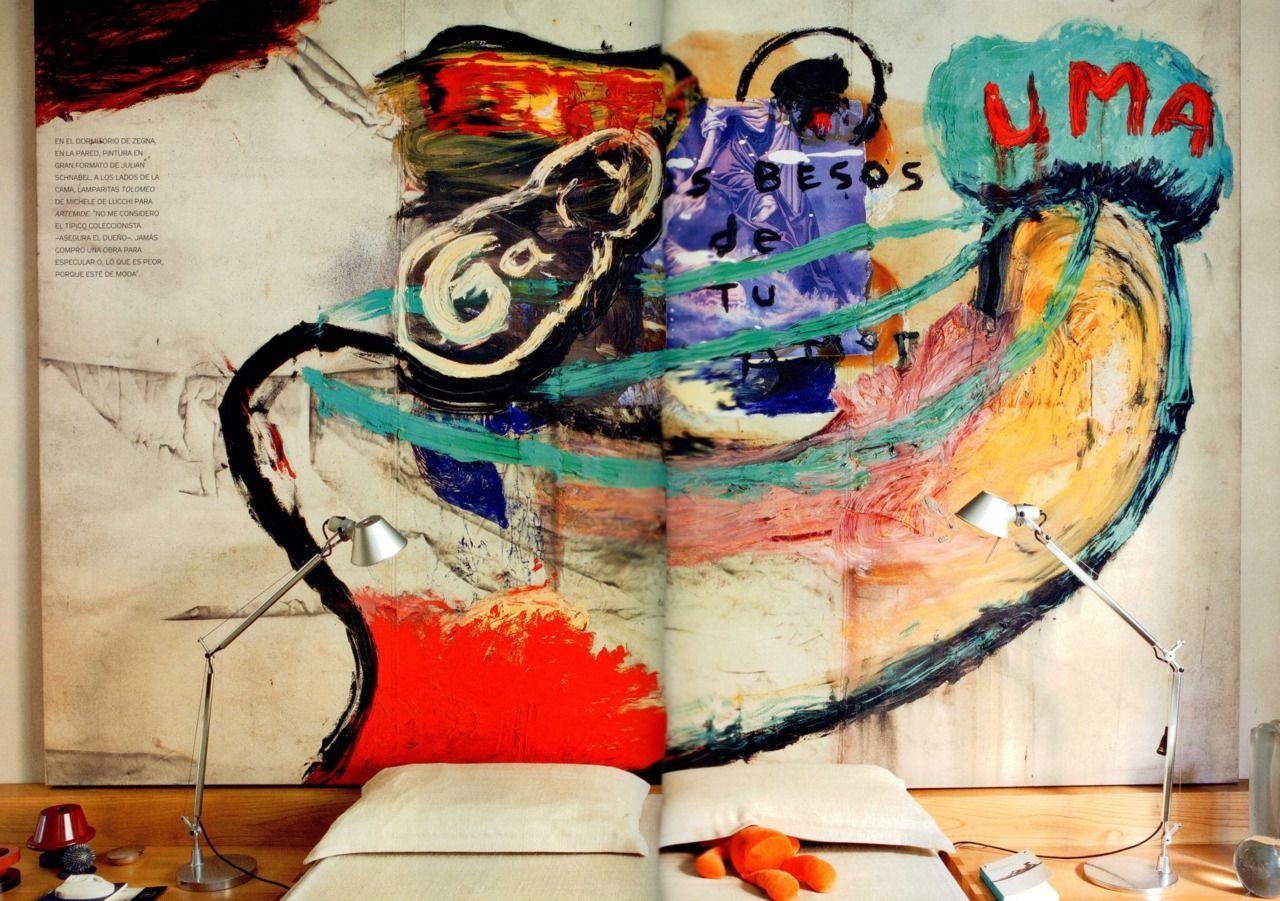 EN EL DORMITORIO DE ZEGNA,
EN LA PARED, PINTURA EN
GRAN FORMATO DE JULIAN
SCHNABEL. A LOS LADOS DE LA
CAMA, LAMPARITAS TOLOMEO
DE MICHELE DE LUCCHI PARA
ARTEMIDE. "NO ME CONSIDERO
EL TÍPICO COLECCIONISTA
–ASEGURA EL DUEÑO–. JAMÁS
COMPRO UNA OBRA PARA
ESPECULAR O, LO QUE ES PEOR,
PORQUE ESTÉ DE MODA".
UMA
S BESOS
de
TU
Amor